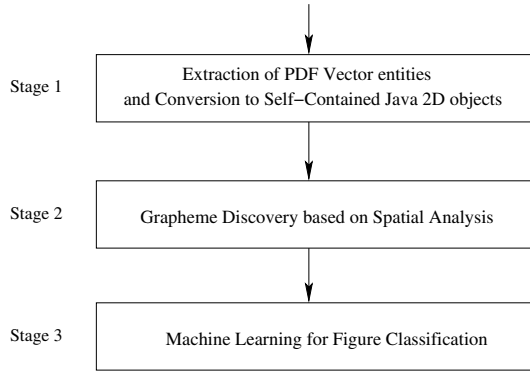 Stage 1
Extraction of PDF Vector entities
and Conversion to Self−Contained Java 2D objects
Stage 2
Grapheme Discovery based on Spatial Analysis
Stage 3
Machine Learning for Figure Classification